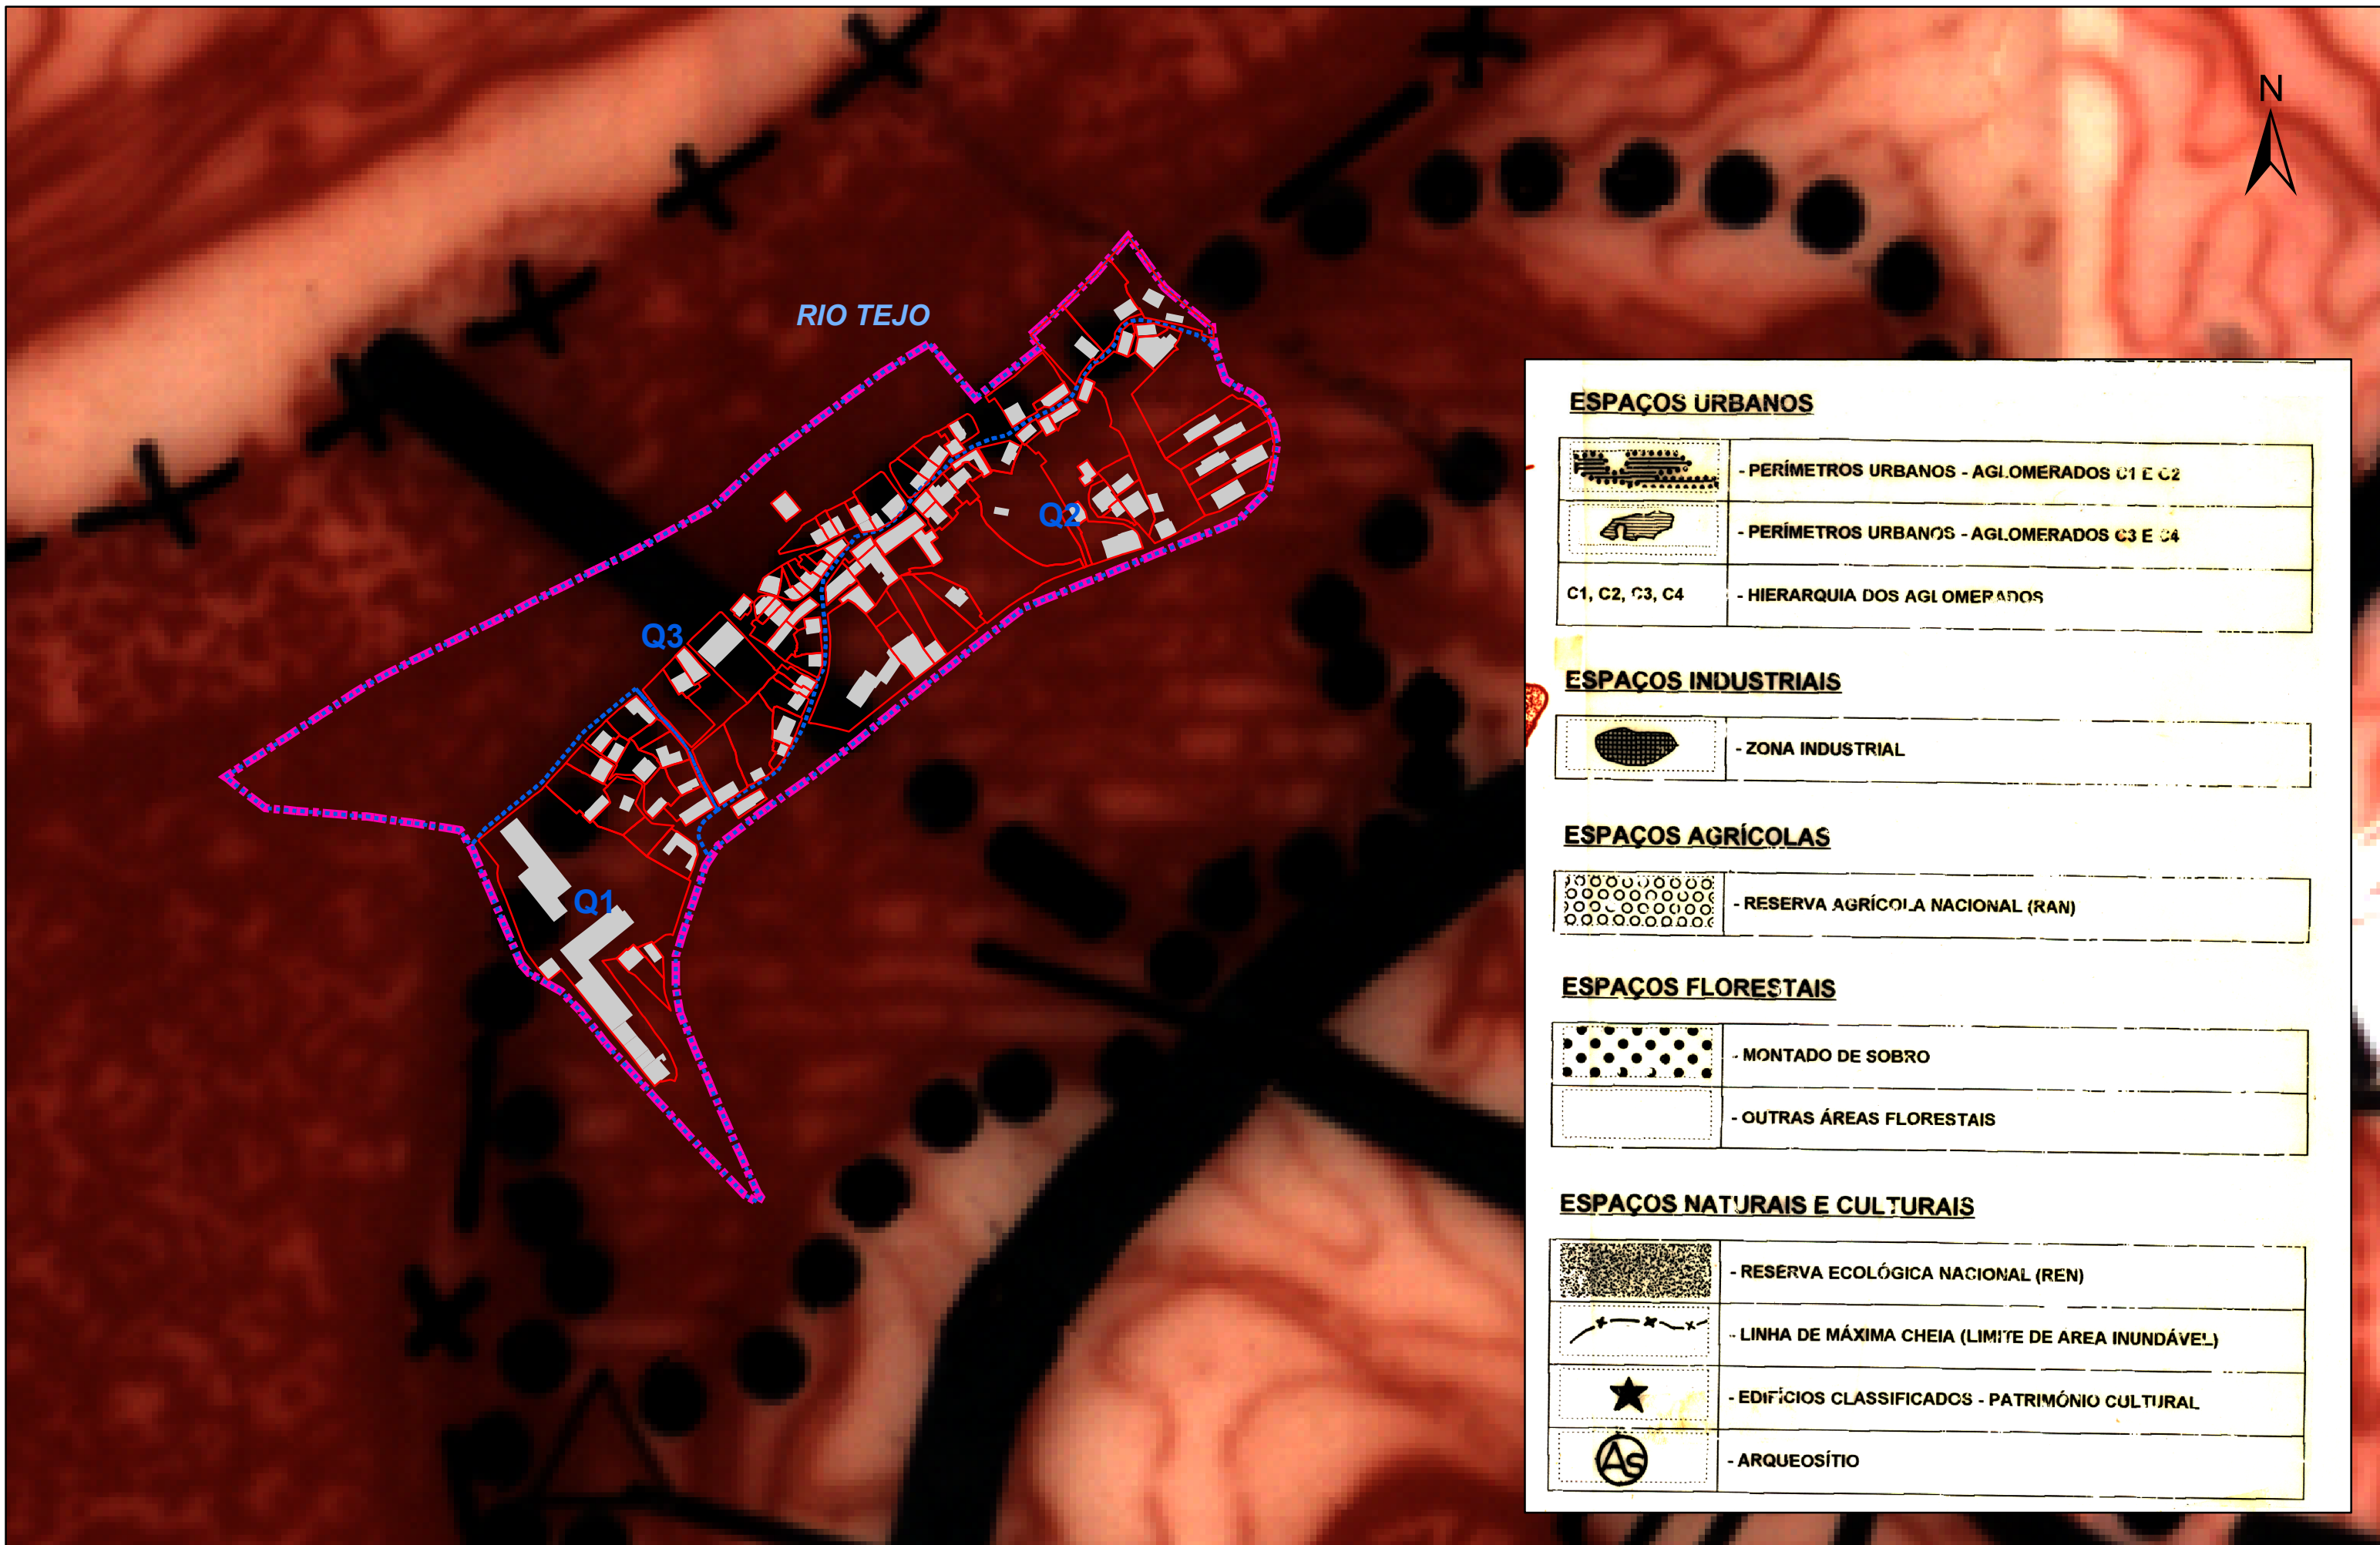 N
RIO TEJO
Q2
Q3
Q1
ESPAÇOS URBANOS
- PERÍMETROS URBANOS - AGLOMERADOS C1 E C2
- PERÍMETROS URBANOS - AGLOMERADOS C3 E C4
C1, C2, C3, C4 - HIERARQUIA DOS AGLOMERADOS
ESPAÇOS INDUSTRIAIS
- ZONA INDUSTRIAL
ESPAÇOS AGRÍCOLAS
- RESERVA AGRÍCOLA NACIONAL (RAN)
ESPAÇOS FLORESTAIS
- MONTADO DE SOBRO
- OUTRAS ÁREAS FLORESTAIS
ESPAÇOS NATURAIS E CULTURAIS
- RESERVA ECOLÓGICA NACIONAL (REN)
- LINHA DE MÁXIMA CHEIA (LIMITE DE AREA INUNDÁVEL)
- EDIFÍCIOS CLASSIFICADOS - PATRIMÓNIO CULTURAL
As - ARQUEOSÍTIO